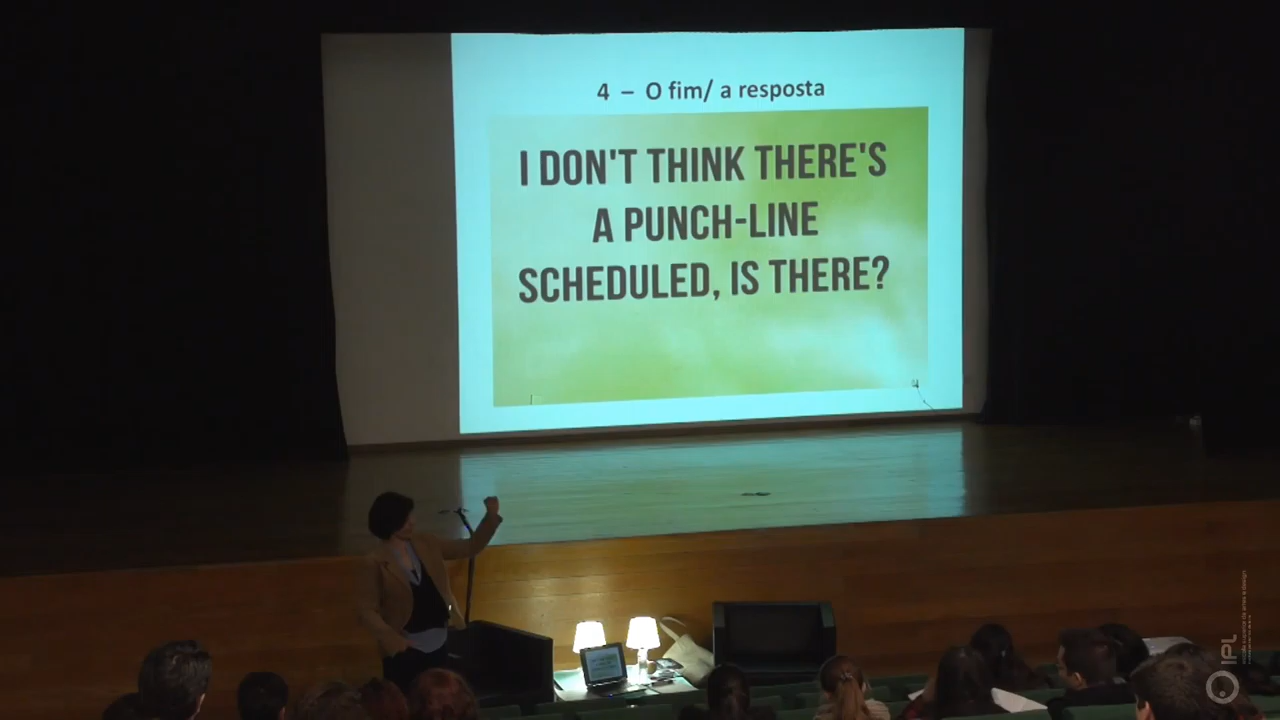 4 – O fim/ a resposta
I DON'T THINK THERE'S
A PUNCH-LINE
SCHEDULED, IS THERE?
IPL